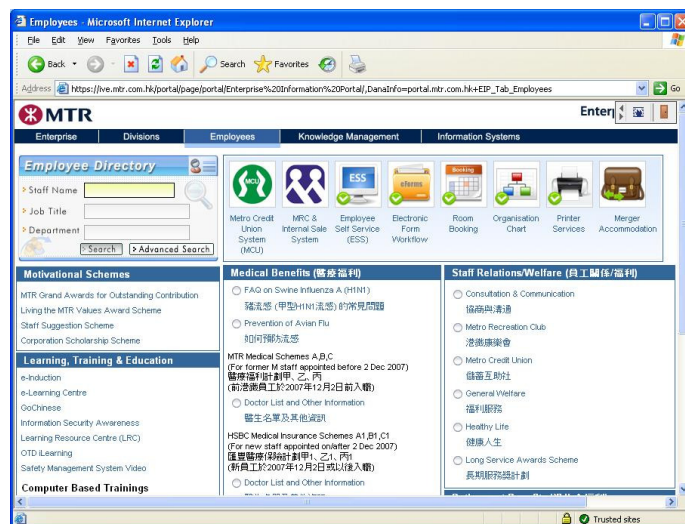 Employees - Microsoft Internet Explorer
File Edit View Favorites Tools Help
Back Search Favorites
Address https://ive.mtr.com.hk/portal/page/portal/Enterprise%20Information%20Portal/,DanaInfo=portal.mtr.com.hk+EIP_Tab_Employees Go
MTR
Enter
Enterprise Divisions Employees Knowledge Management Information Systems
Employee Directory
Staff Name
Job Title
Department
Search Advanced Search
MCU
ESS
eForms
Booking
Metro Credit Union System (MCU)
MRC & Internal Sale System
Employee Self Service (ESS)
Electronic Form Workflow
Room Booking
Organisation Chart
Printer Services
Merger Accommodation
Motivational Schemes
MTR Grand Awards for Outstanding Contribution
Living the MTR Values Award Scheme
Staff Suggestion Scheme
Corporation Scholarship Scheme
Learning, Training & Education
e-Induction
e-Learning Centre
GoChinese
Information Security Awareness
Learning Resource Centre (LRC)
OTD iLearning
Safety Management System Video
Computer Based Trainings
Medical Benefits (醫療福利)
FAQ on Swine Influenza A (H1N1)
豬流感 (甲型H1N1流感) 的常見問題
Prevention of Avian Flu
如何預防流感
MTR Medical Schemes A,B,C
(For former M staff appointed before 2 Dec 2007)
醫療福利計劃甲、乙、丙
(前港鐵員工於2007年12月2日前入職)
Doctor List and Other Information
醫生名單及其他資訊
HSBC Medical Insurance Schemes A1,B1,C1
(For new staff appointed on/after 2 Dec 2007)
匯豐醫療保險計劃甲1、乙1、丙1
(新員工於2007年12月2日或以後入職)
Doctor List and Other Information
Staff Relations/Welfare (員工關係/福利)
Consultation & Communication
協商與溝通
Metro Recreation Club
港鐵康樂會
Metro Credit Union
儲蓄互助社
General Welfare
福利服務
Healthy Life
健康人生
Long Service Awards Scheme
長期服務獎計劃
Trusted sites